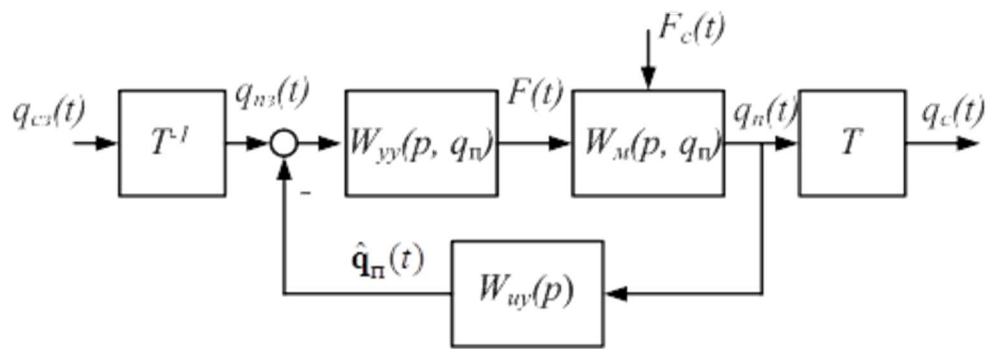 F_c(t)
q_сз(t)
T⁻¹
q_пз(t)
W_уу(p, q_п)
F(t)
W_м(p, q_п)
q_п(t)
T
q_c(t)
-
q̂_п(t)
W_иу(p)